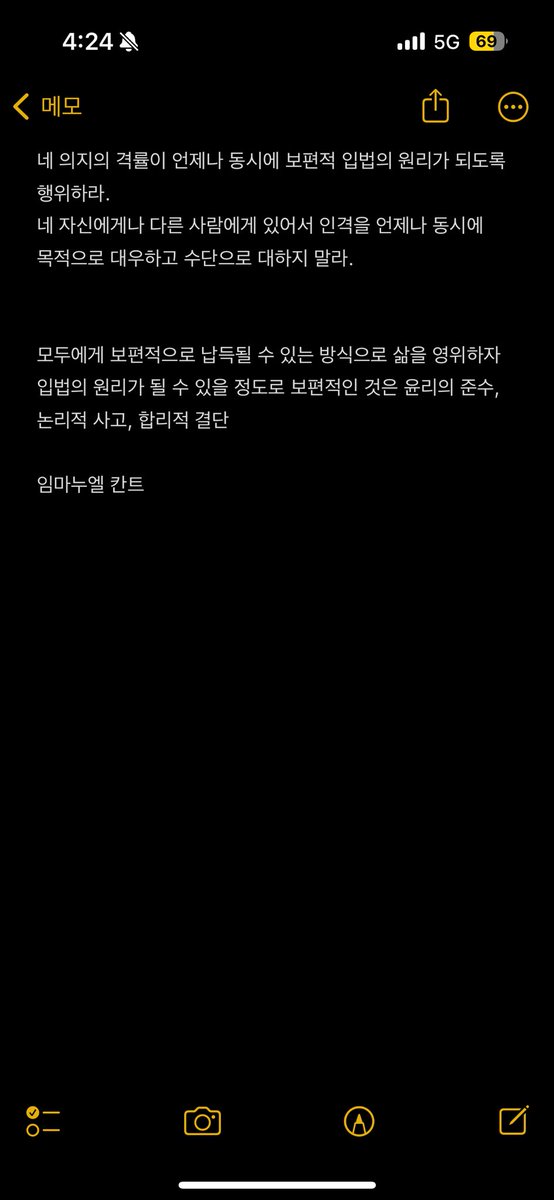 4:24
5G
69
메모
네 의지의 격률이 언제나 동시에 보편적 입법의 원리가 되도록
행위하라.
네 자신에게나 다른 사람에게 있어서 인격을 언제나 동시에
목적으로 대우하고 수단으로 대하지 말라.
모두에게 보편적으로 납득될 수 있는 방식으로 삶을 영위하자
입법의 원리가 될 수 있을 정도로 보편적인 것은 윤리의 준수,
논리적 사고, 합리적 결단
임마누엘 칸트